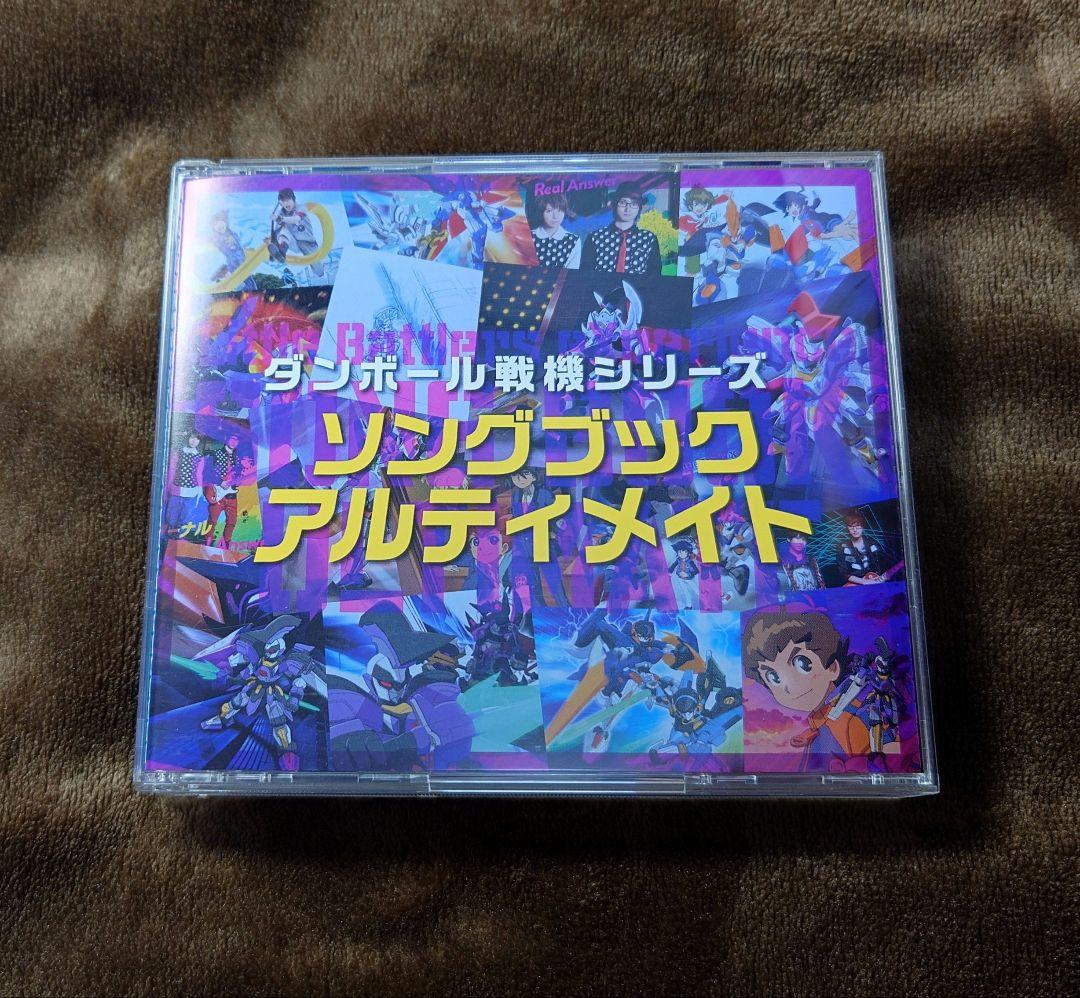 Real Answer
ダンボール戦機シリーズ
ソングブック
アルティメイト